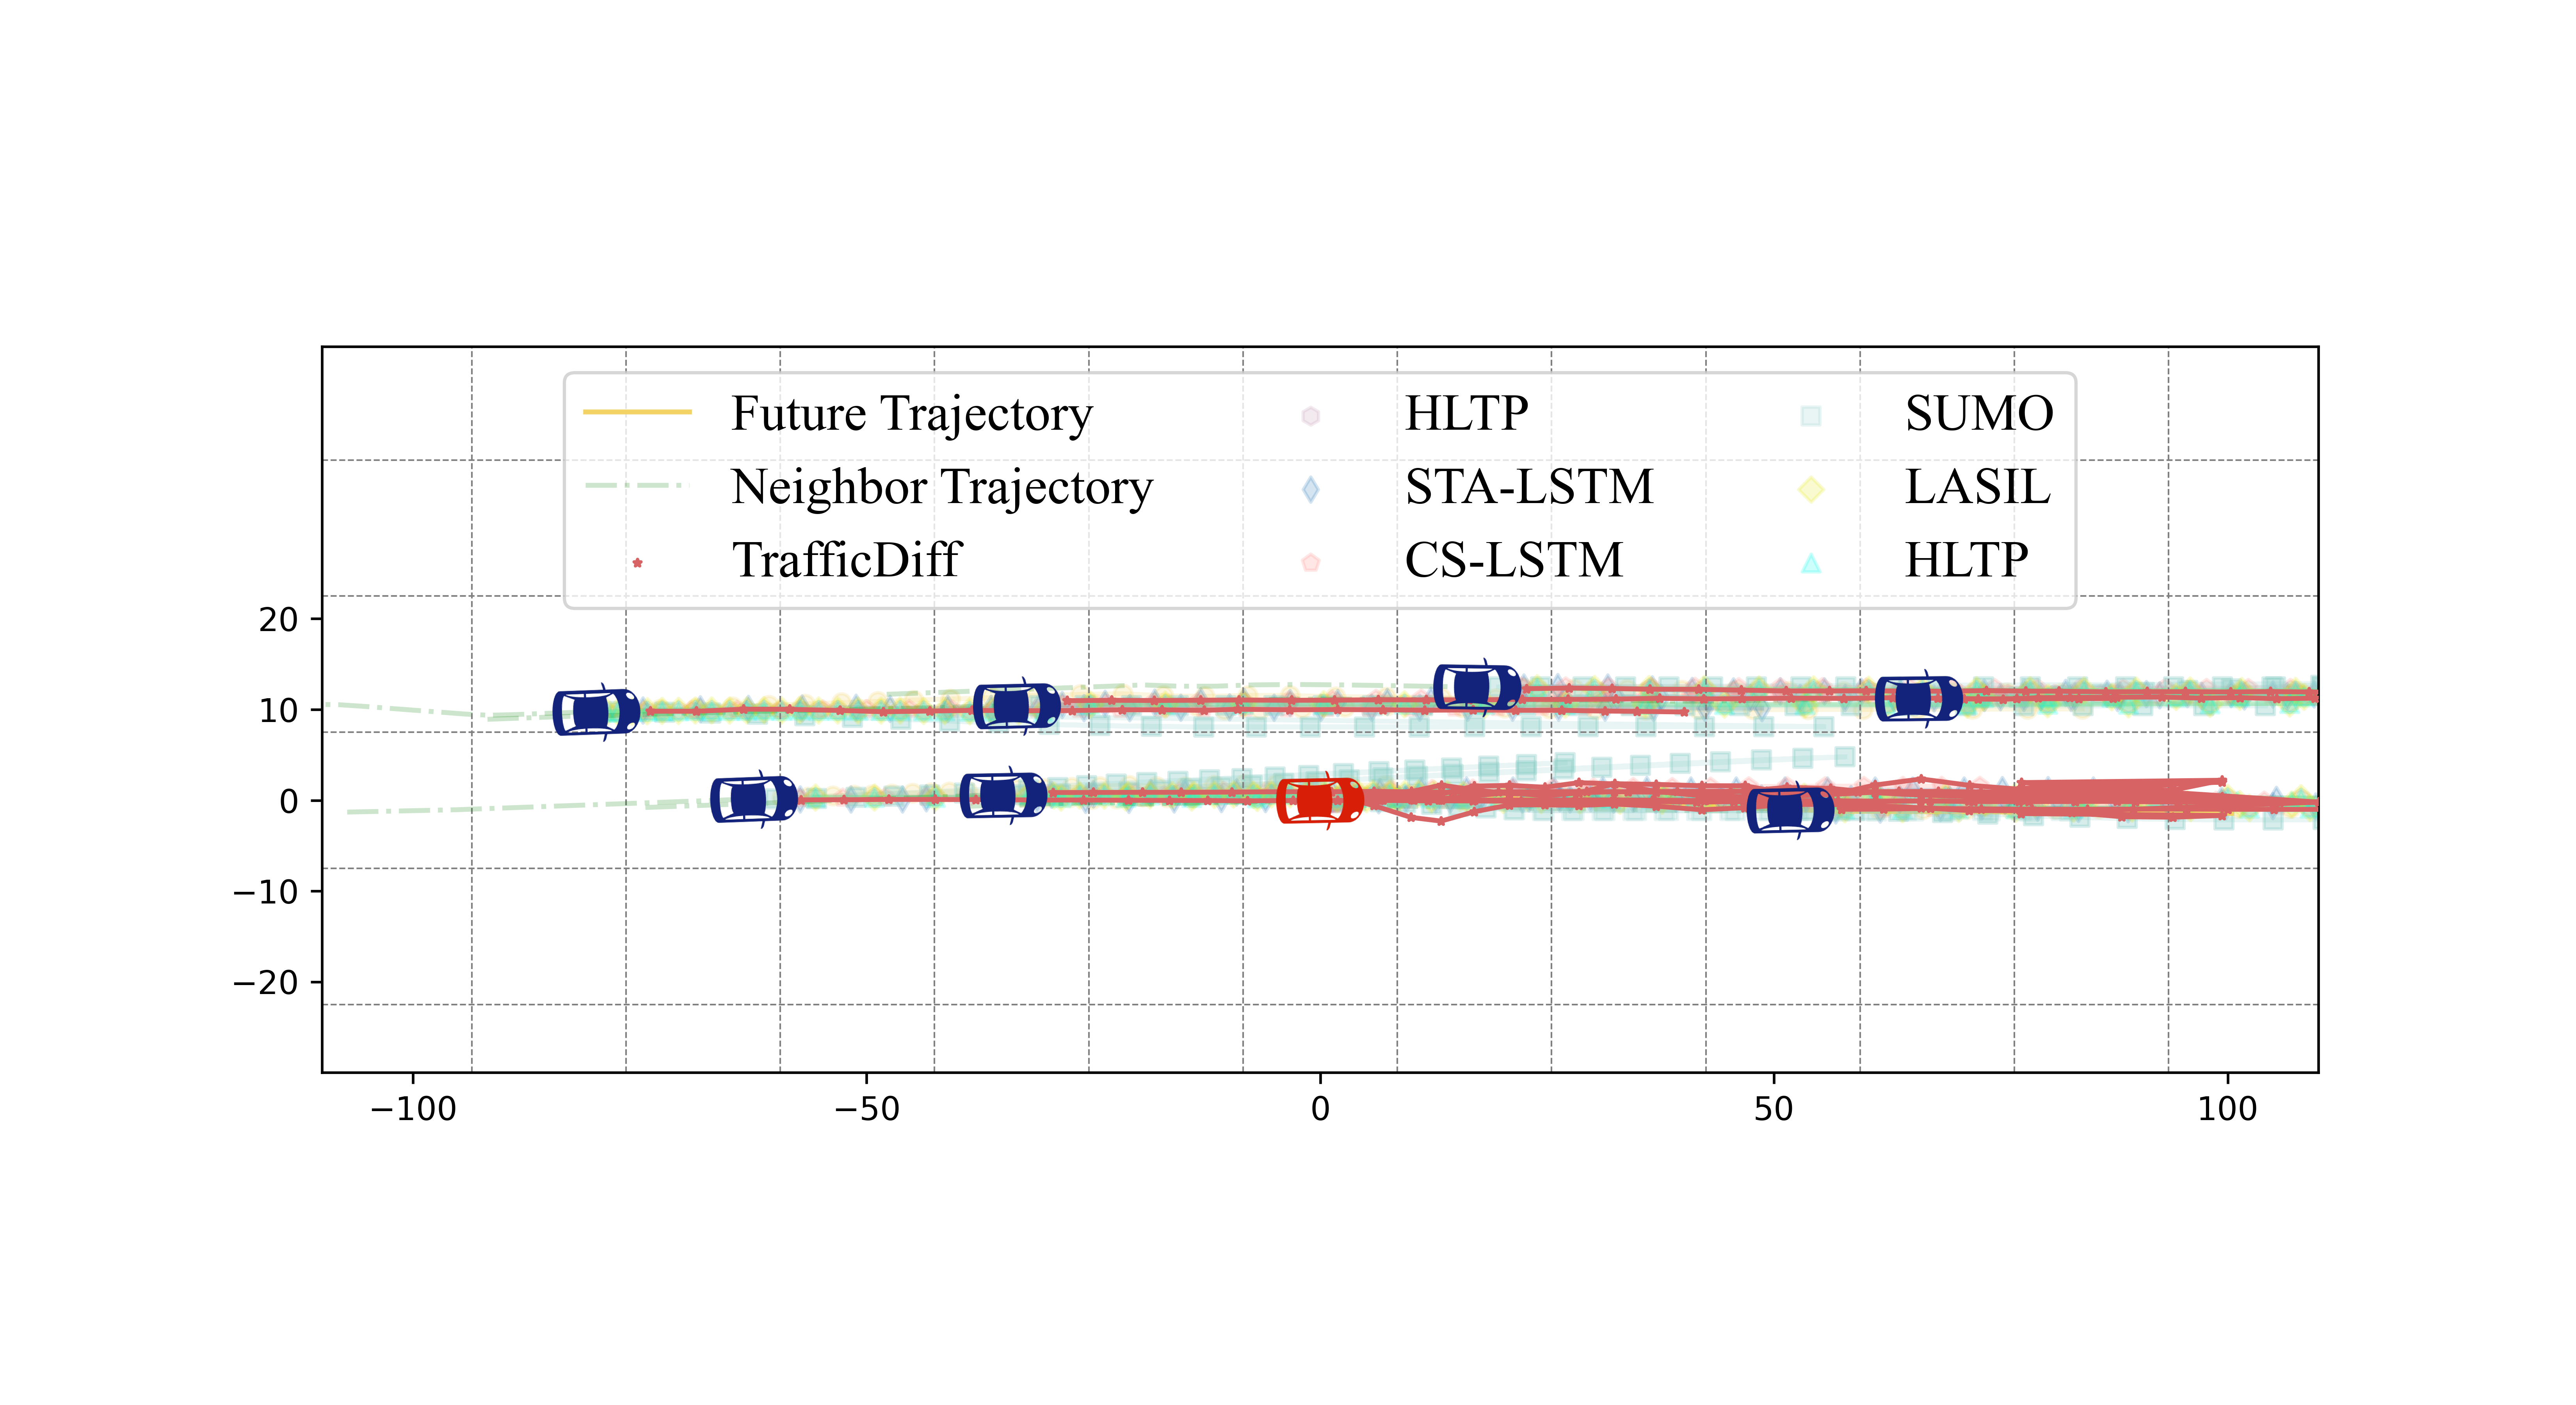 Future Trajectory
Neighbor Trajectory
TrafficDiff
HLTP
STA-LSTM
CS-LSTM
SUMO
LASIL
HLTP
20
10
0
−10
−20
−100
−50
0
50
100